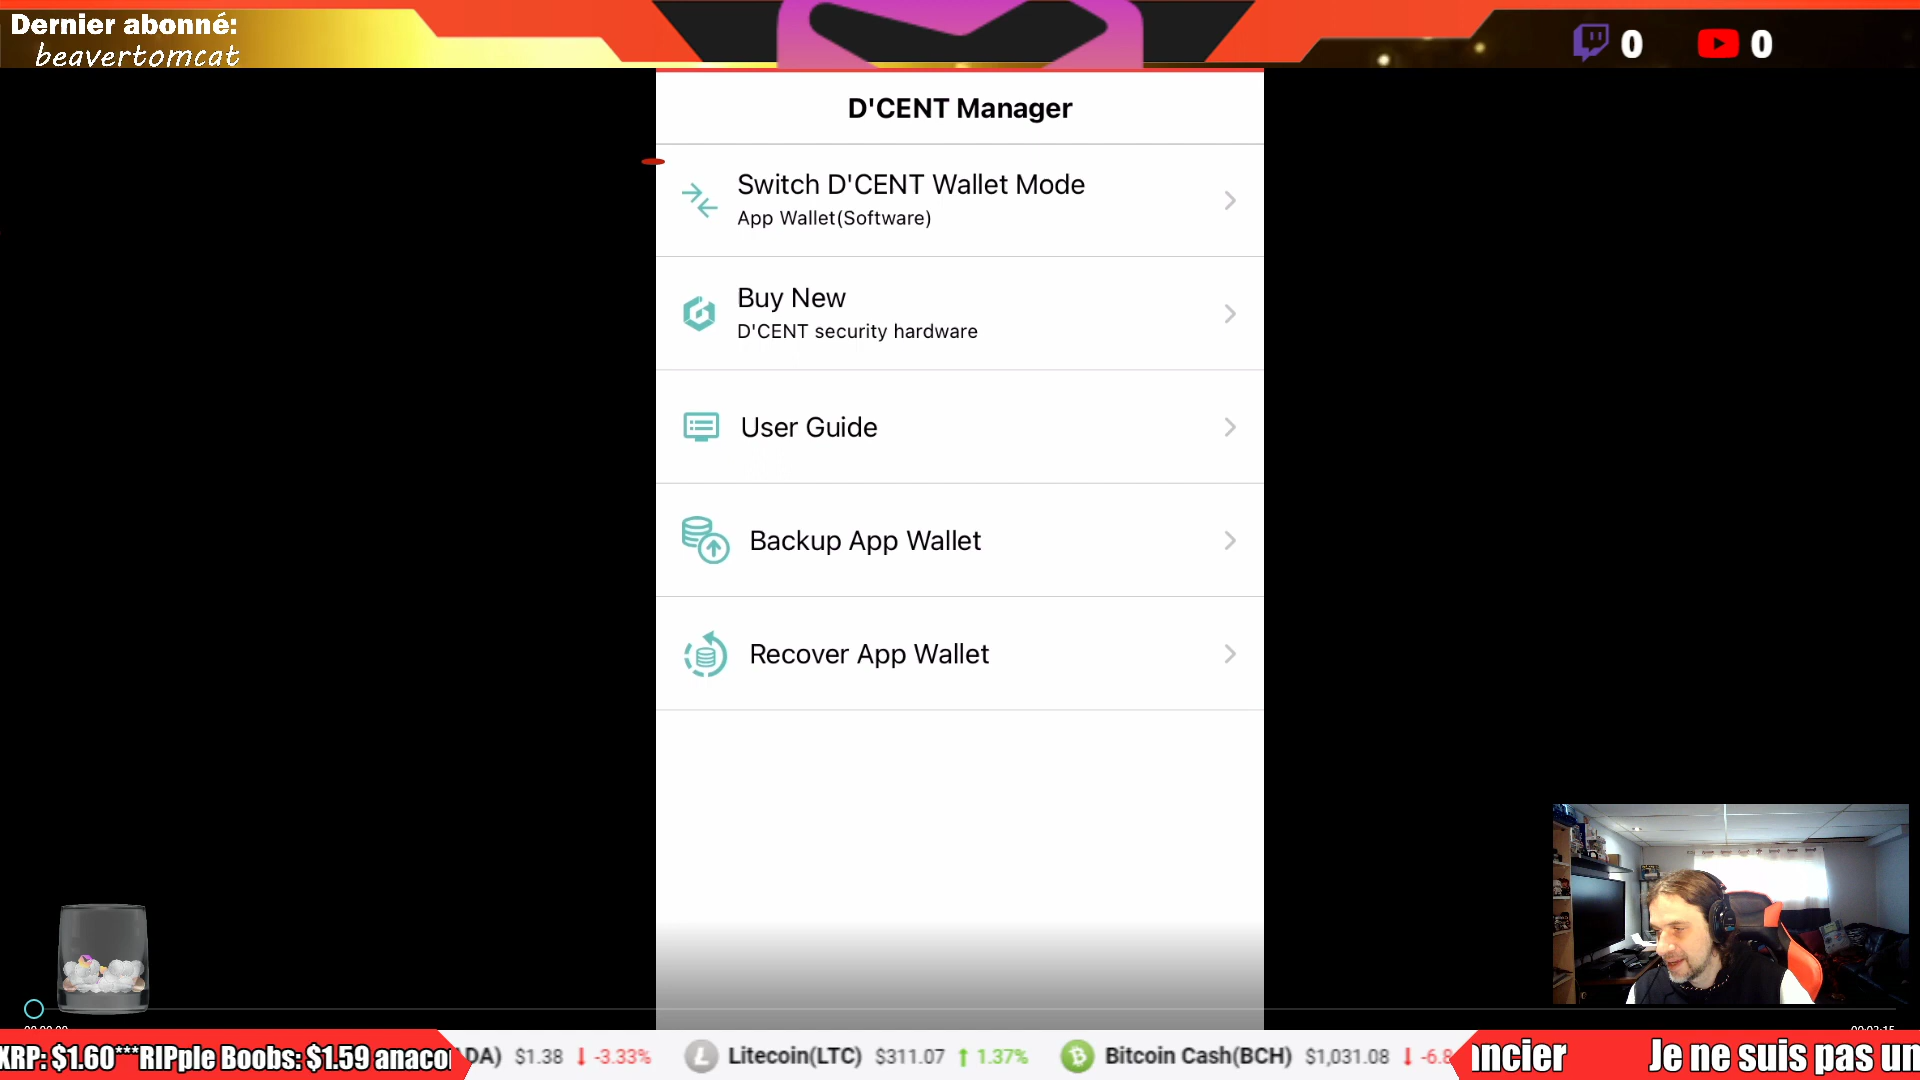 Dernier abonné:
beavertomcat
0
0
D'CENT Manager
Switch D'CENT Wallet Mode
App Wallet(Software)
Buy New
D'CENT security hardware
User Guide
Backup App Wallet
Recover App Wallet
XRP: $1.60***RIPple Boobs: $1.59 anaco
DA) $1.38 -3.33% Litecoin(LTC) $311.07 1.37% Bitcoin Cash(BCH) $1,031.08 -6.8
ncier Je ne suis pas un